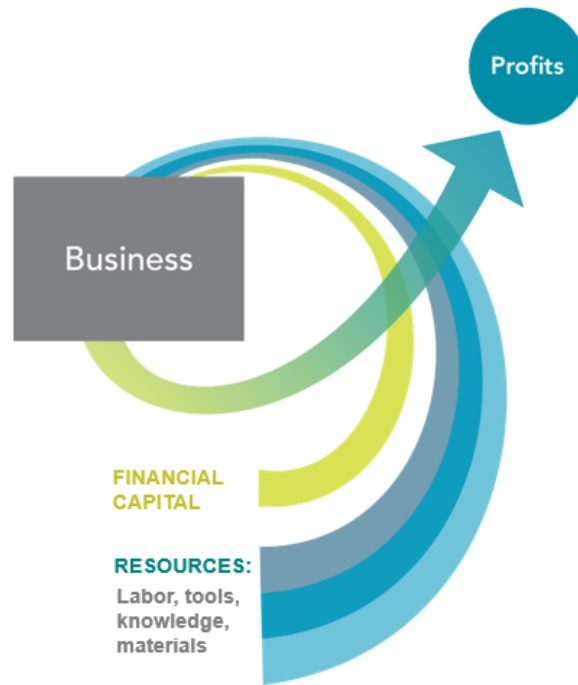 Profits
Business
FINANCIAL
CAPITAL
RESOURCES:
Labor, tools,
knowledge,
materials